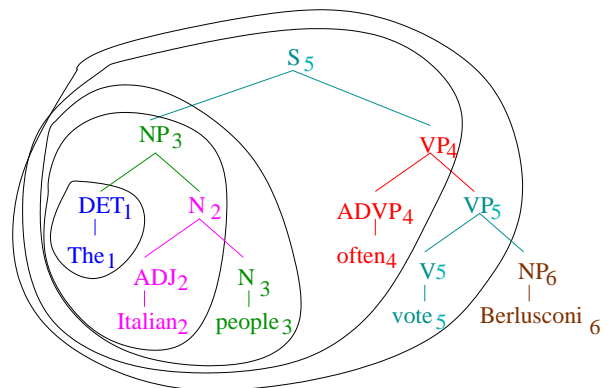 S5
NP3 VP4
DET1 N2 ADVP4 VP5
The1 ADJ2 N3 often4 V5 NP6
Italian2 people3 vote5 Berlusconi6